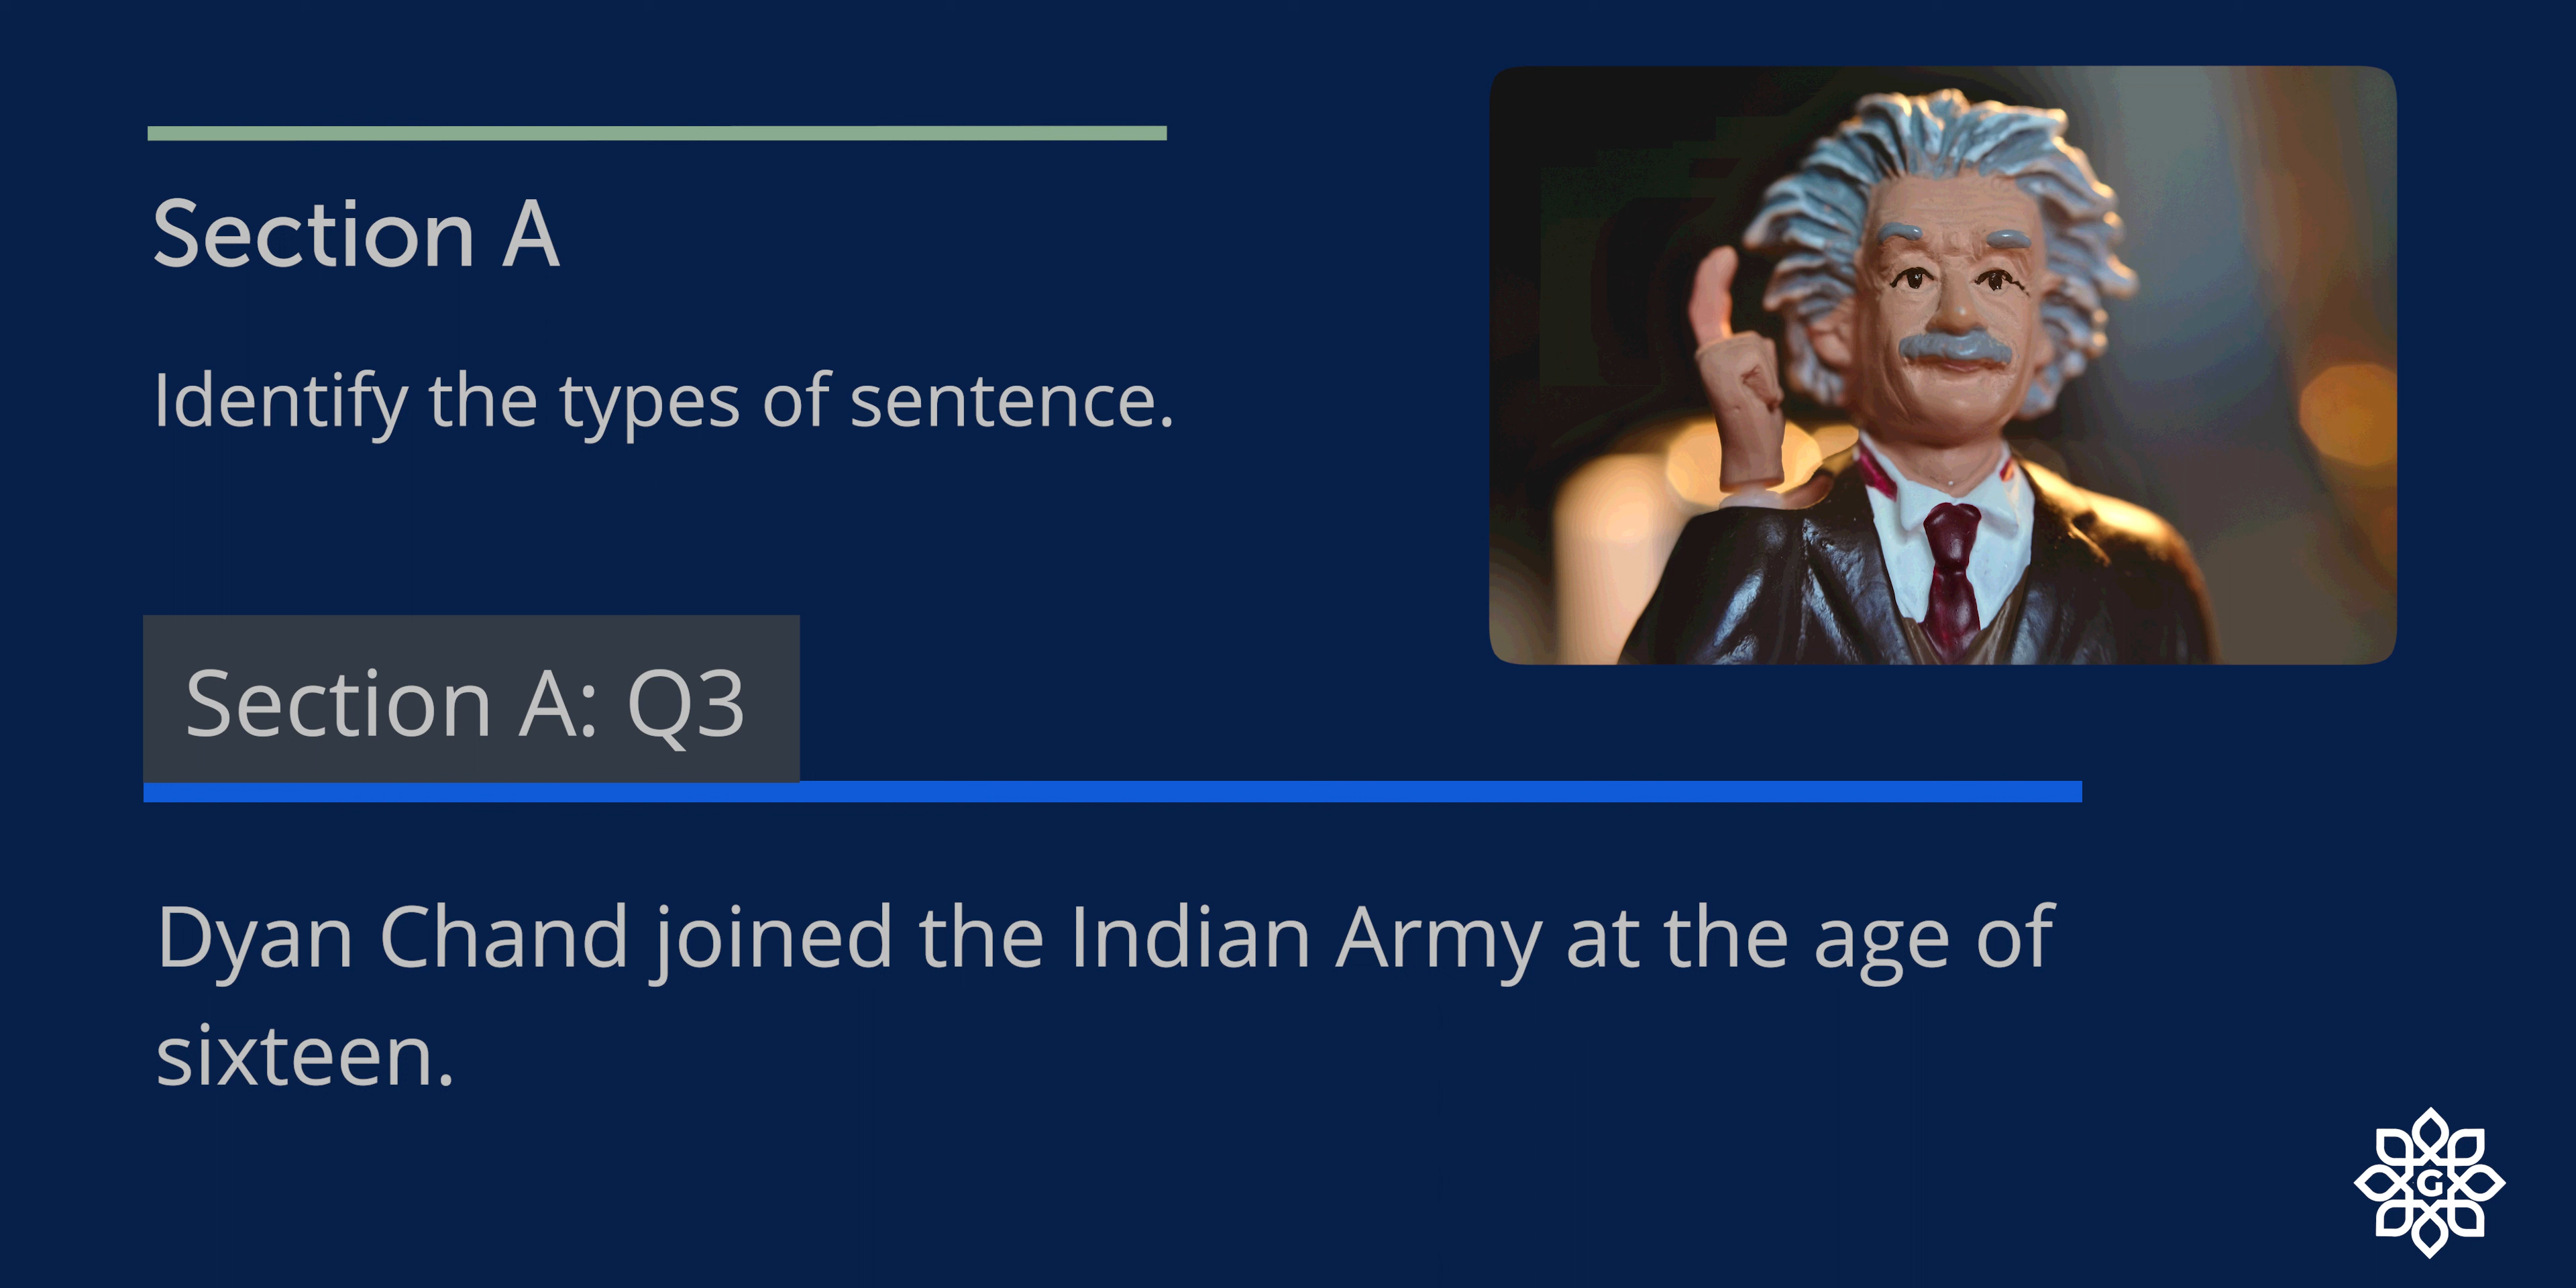 Section A
Identify the types of sentence.
Section A: Q3
Dyan Chand joined the Indian Army at the age of
sixteen.
G